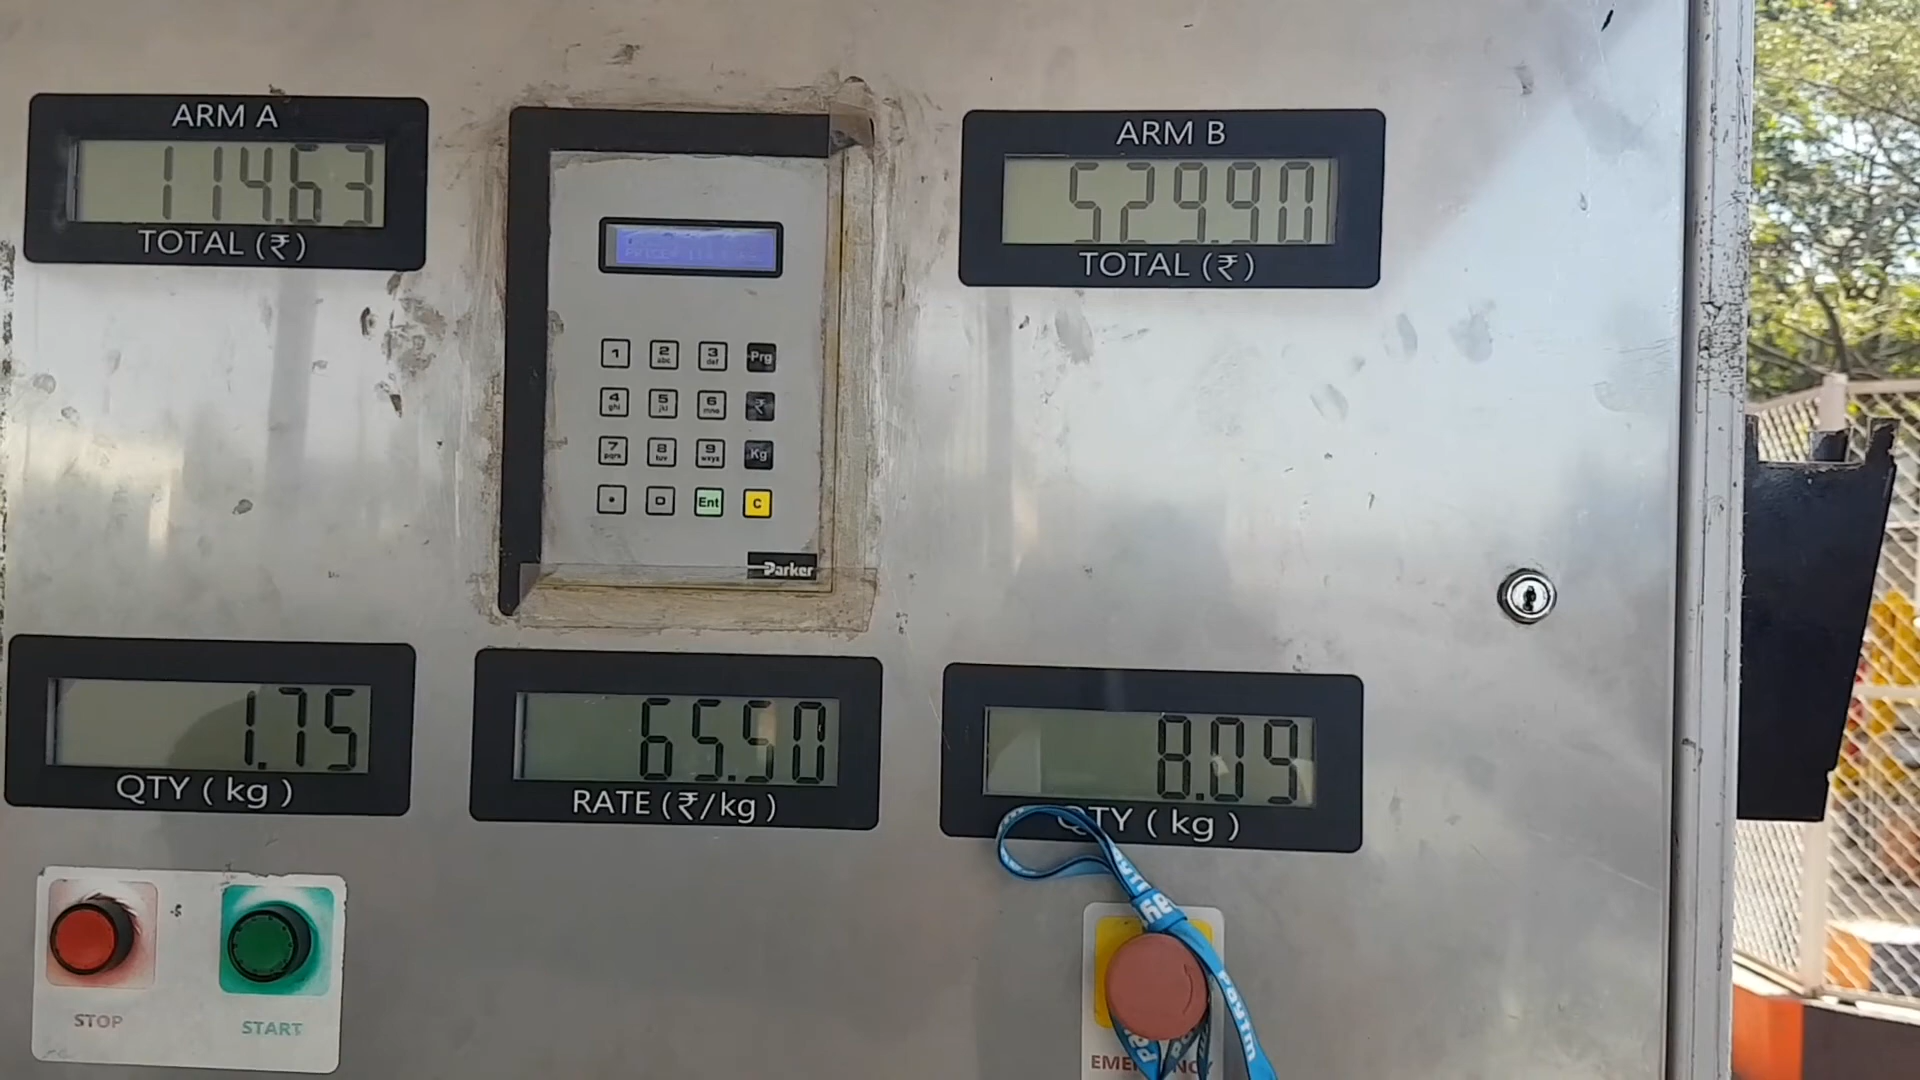 ARM A
114.63
TOTAL (₹)
ARM B
529.90
TOTAL (₹)
1
2 abc
3 def
Prg
4 ghi
5 jkl
6 mno
₹
7 pqrs
8 tuv
9 wxyz
Kg
.
0
Ent
C
Parker
1.75
QTY ( kg )
65.50
RATE (₹/kg )
8.09
QTY ( kg )
STOP
START
Paytm